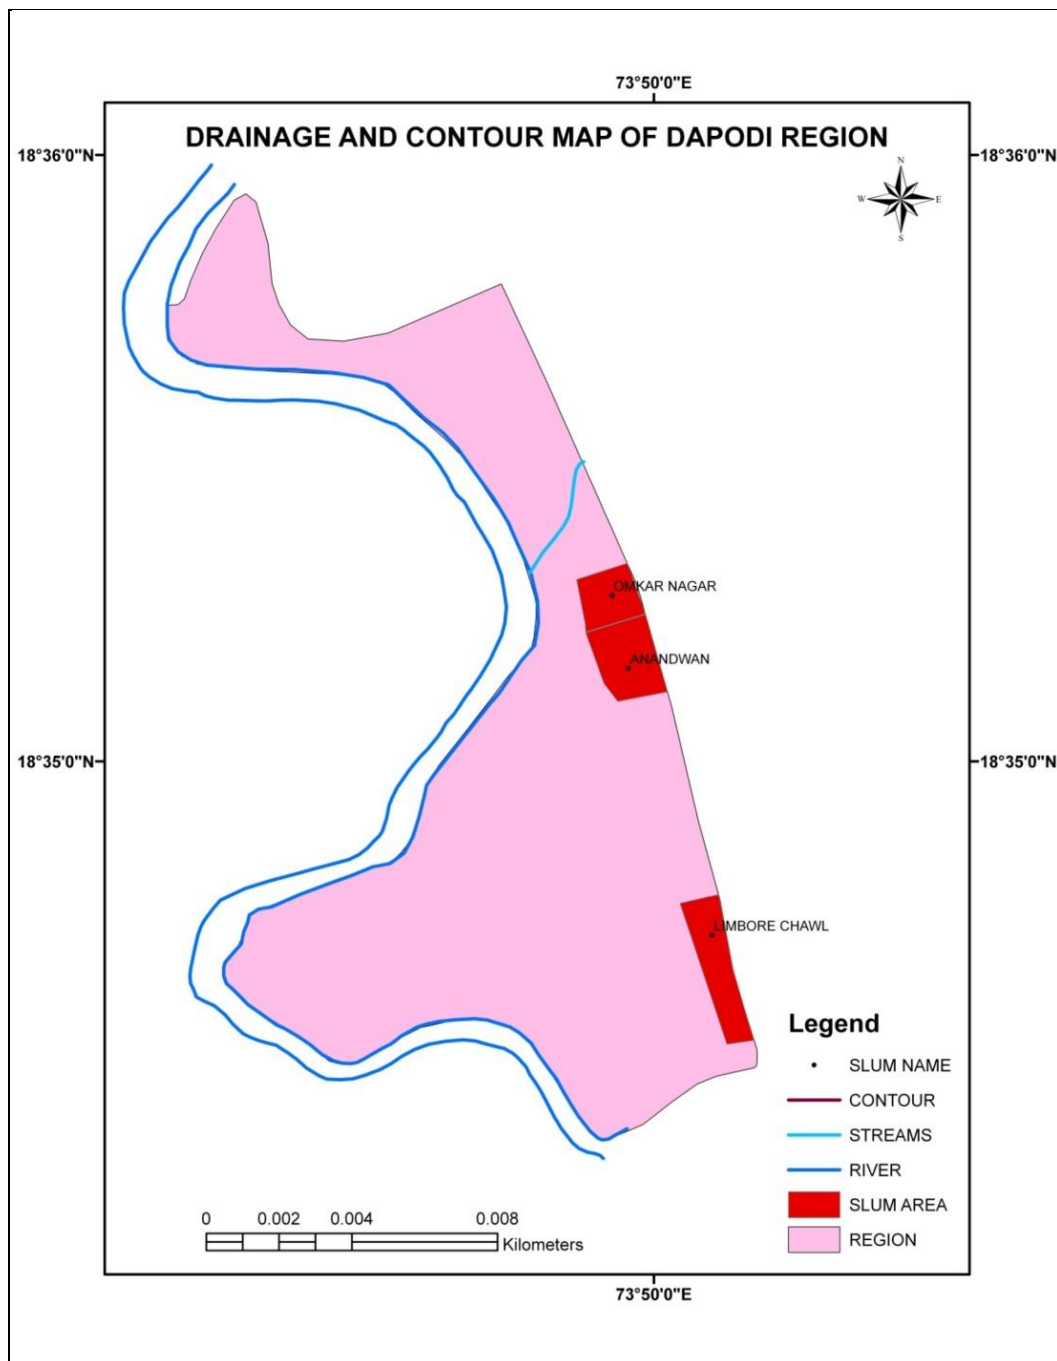 73°50'0"E
DRAINAGE AND CONTOUR MAP OF DAPODI REGION
18°36'0"N
18°36'0"N
N
W
E
S
OMKAR NAGAR
ANANDWAN
18°35'0"N
18°35'0"N
LIMBORE CHAWL
Legend
SLUM NAME
CONTOUR
STREAMS
RIVER
SLUM AREA
REGION
0 0.002 0.004 0.008
Kilometers
73°50'0"E